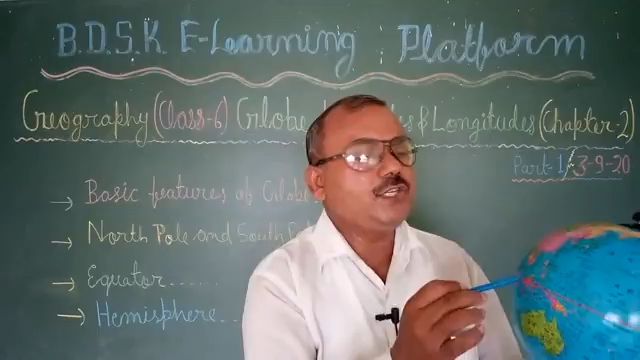 B.D.S.K E-Learning Platform
Geography (Class-6) Globe & Longitudes (Chapter-2)
Part-1/3-9-20
→ Basic features of Globe
→ North Pole and South
→ Equator......
→ Hemisphere..